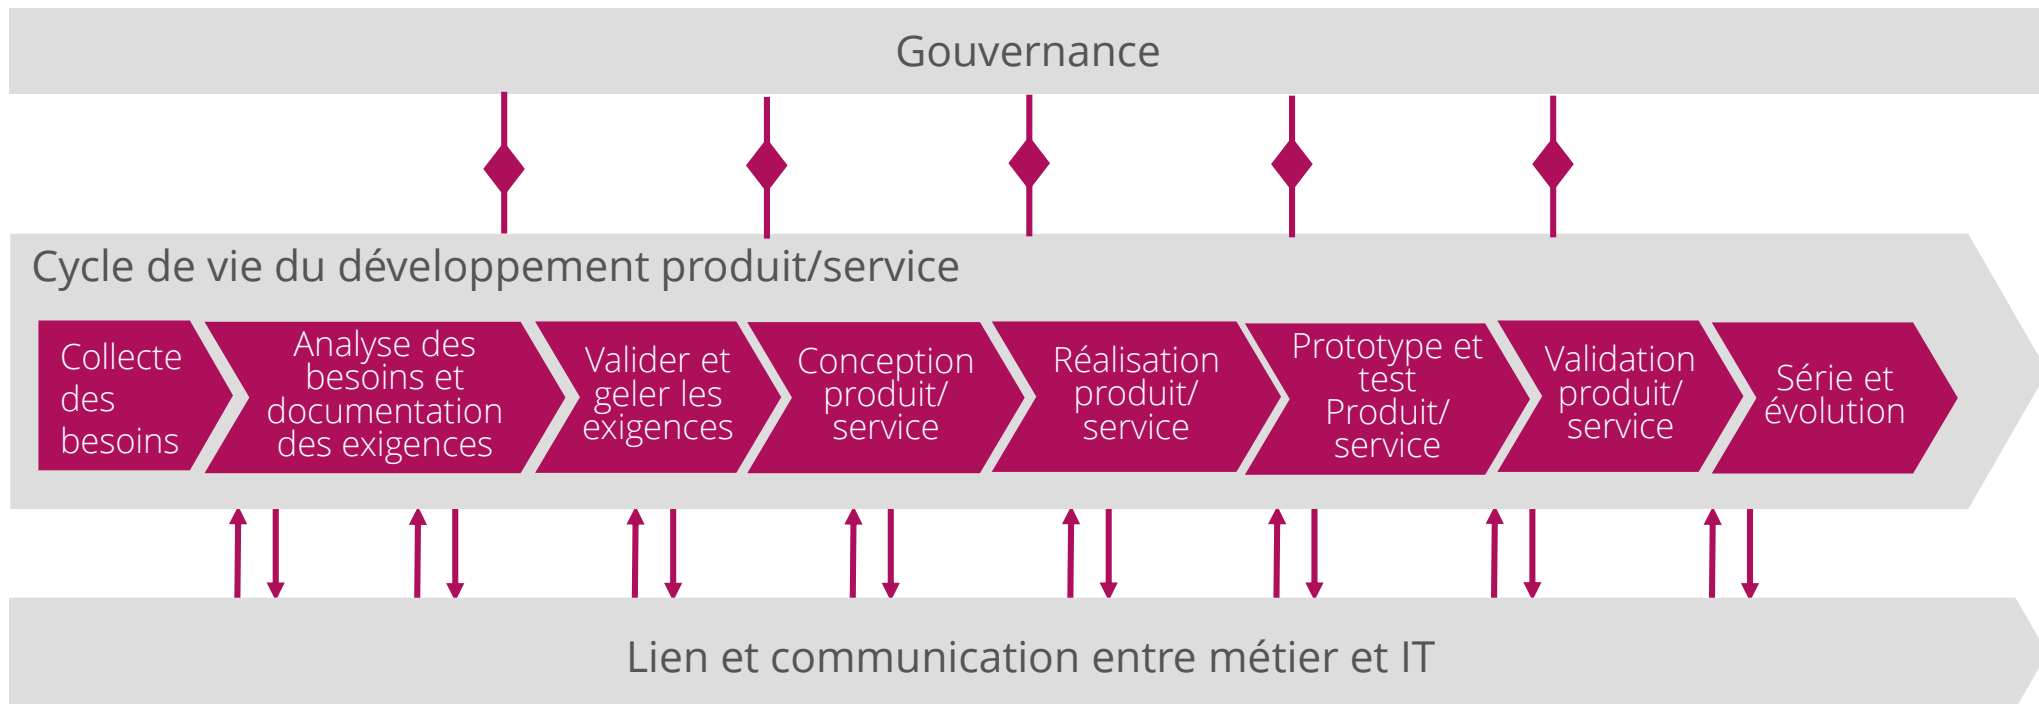 Gouvernance
Cycle de vie du développement produit/service
Collecte
des
besoins
Analyse des
besoins et
documentation
des exigences
Valider et
geler les
exigences
Conception
produit/
service
Réalisation
produit/
service
Prototype et
test
Produit/
service
Validation
produit/
service
Série et
évolution
Lien et communication entre métier et IT